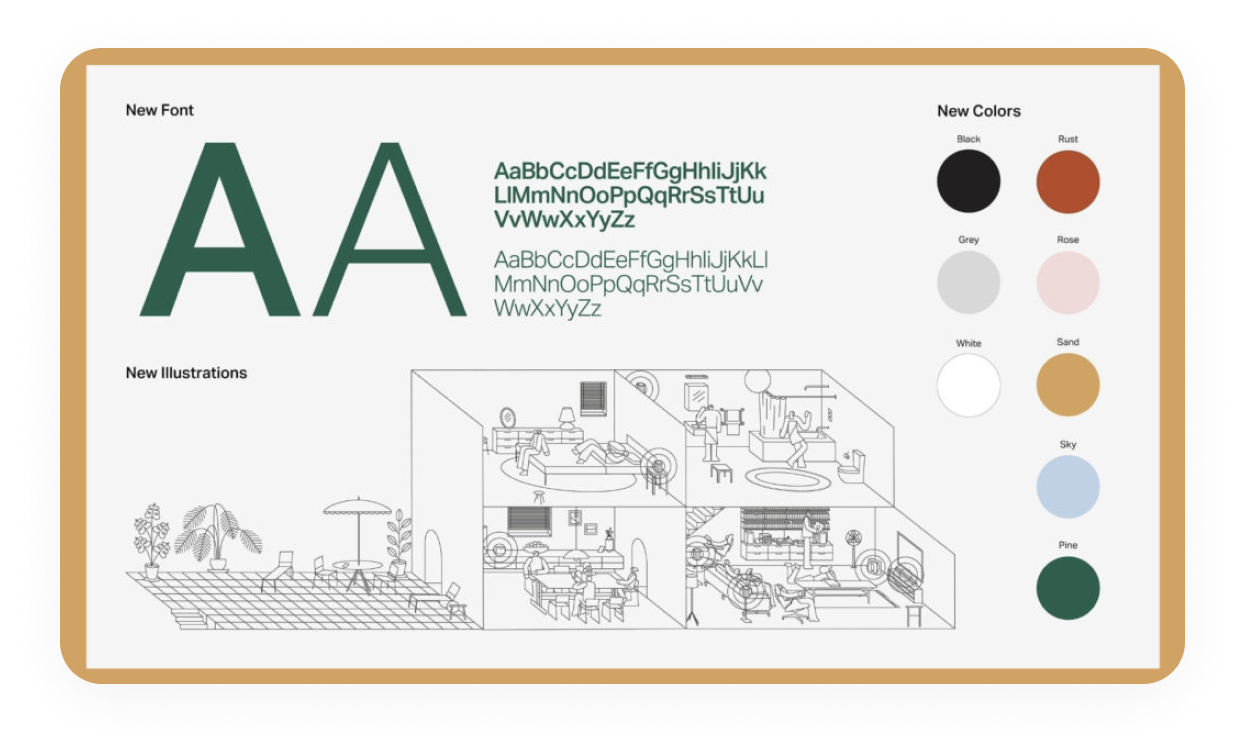 New Font
AA
AaBbCcDdEeFfGgHhIiJjKk
LlMmNnOoPpQqRrSsTtUu
VvWwXxYyZz
AaBbCcDdEeFfGgHhIiJjKkLl
MmNnOoPpQqRrSsTtUuVv
WwXxYyZz
New Illustrations
New Colors
Black
Rust
Grey
Rose
White
Sand
Sky
Pine